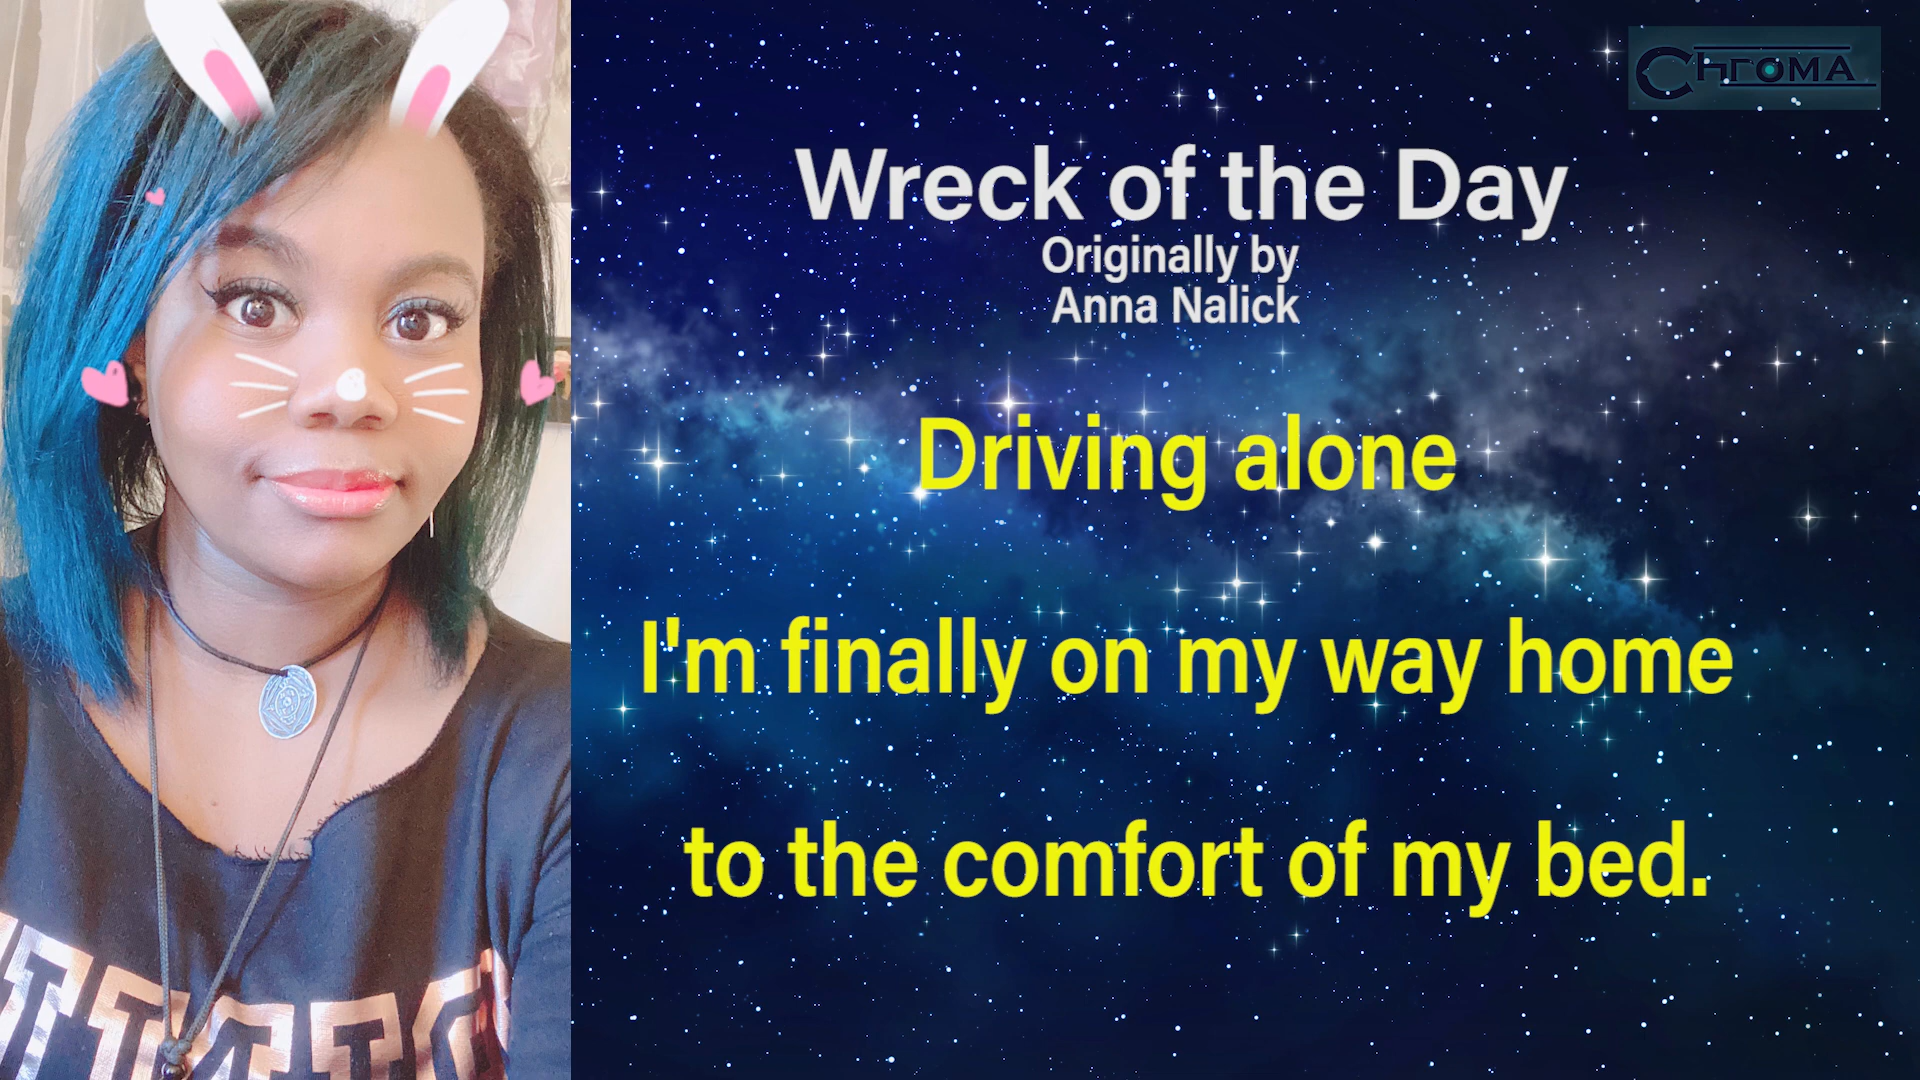 Chroma
Wreck of the Day
Originally by
Anna Nalick
Driving alone
I'm finally on my way home
to the comfort of my bed.